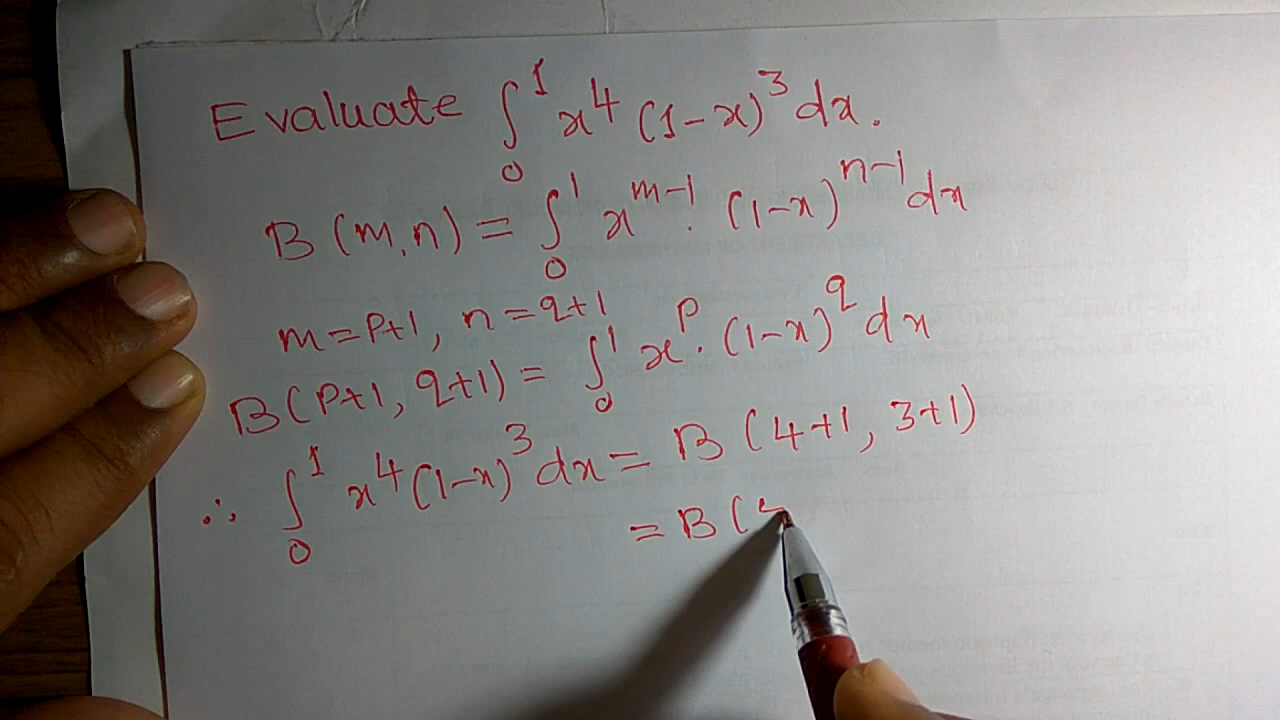 Evaluate ∫₀¹ x⁴ (1-x)³ dx.
B (m,n) = ∫₀¹ x^(m-1) . (1-x)^(n-1) dx
m=P+1, n=q+1
B(P+1, q+1) = ∫₀¹ x^P . (1-x)^q dx
∴ ∫₀¹ x⁴ (1-x)³ dx = B (4+1, 3+1)
= B (5